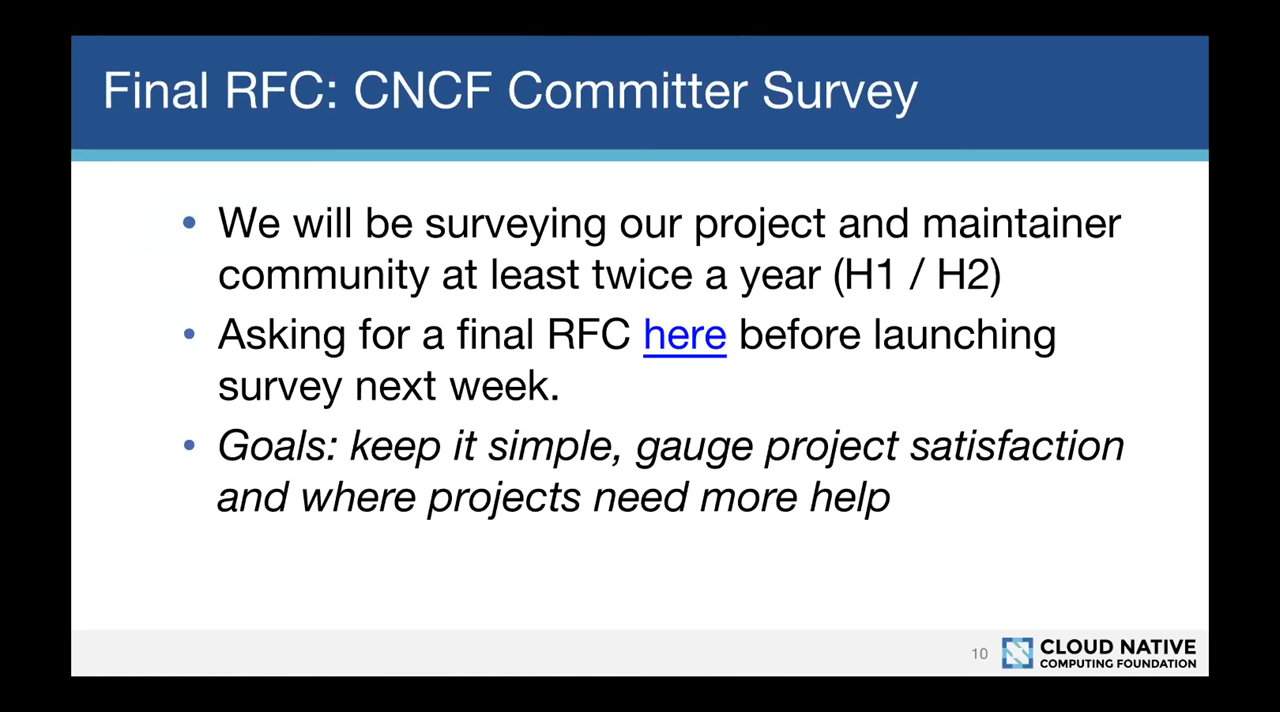 Final RFC: CNCF Committer Survey
• We will be surveying our project and maintainer
community at least twice a year (H1 / H2)
• Asking for a final RFC here before launching
survey next week.
• Goals: keep it simple, gauge project satisfaction
and where projects need more help
10
CLOUD NATIVE
COMPUTING FOUNDATION